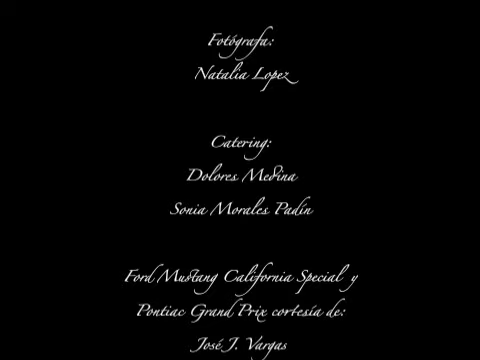 Fotógrafa:
Natalia Lopez
Catering:
Dolores Medina
Sonia Morales Padín
Ford Mustang California Special y
Pontiac Grand Prix cortesía de:
José J. Vargas